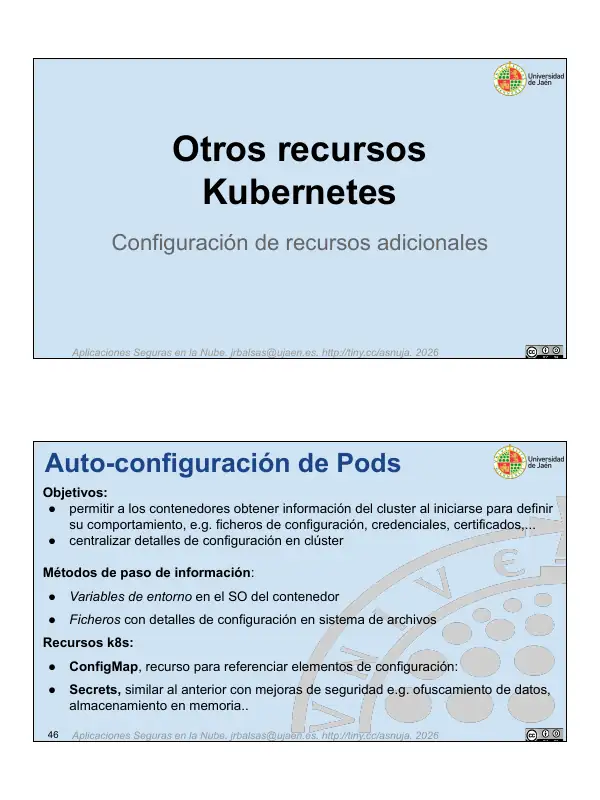 Universidad
de Jaén
Otros recursos
Kubernetes
Configuración de recursos adicionales
Aplicaciones Seguras en la Nube. jrbalsas@ujaen.es. http://tiny.cc/asnuja. 2026
Auto-configuración de Pods
Universidad
de Jaén
Objetivos:
● permitir a los contenedores obtener información del cluster al iniciarse para definir
su comportamiento, e.g. ficheros de configuración, credenciales, certificados,...
● centralizar detalles de configuración en clúster
Métodos de paso de información:
● Variables de entorno en el SO del contenedor
● Ficheros con detalles de configuración en sistema de archivos
Recursos k8s:
● ConfigMap, recurso para referenciar elementos de configuración:
● Secrets, similar al anterior con mejoras de seguridad e.g. ofuscamiento de datos,
almacenamiento en memoria..
46 Aplicaciones Seguras en la Nube. jrbalsas@ujaen.es. http://tiny.cc/asnuja. 2026